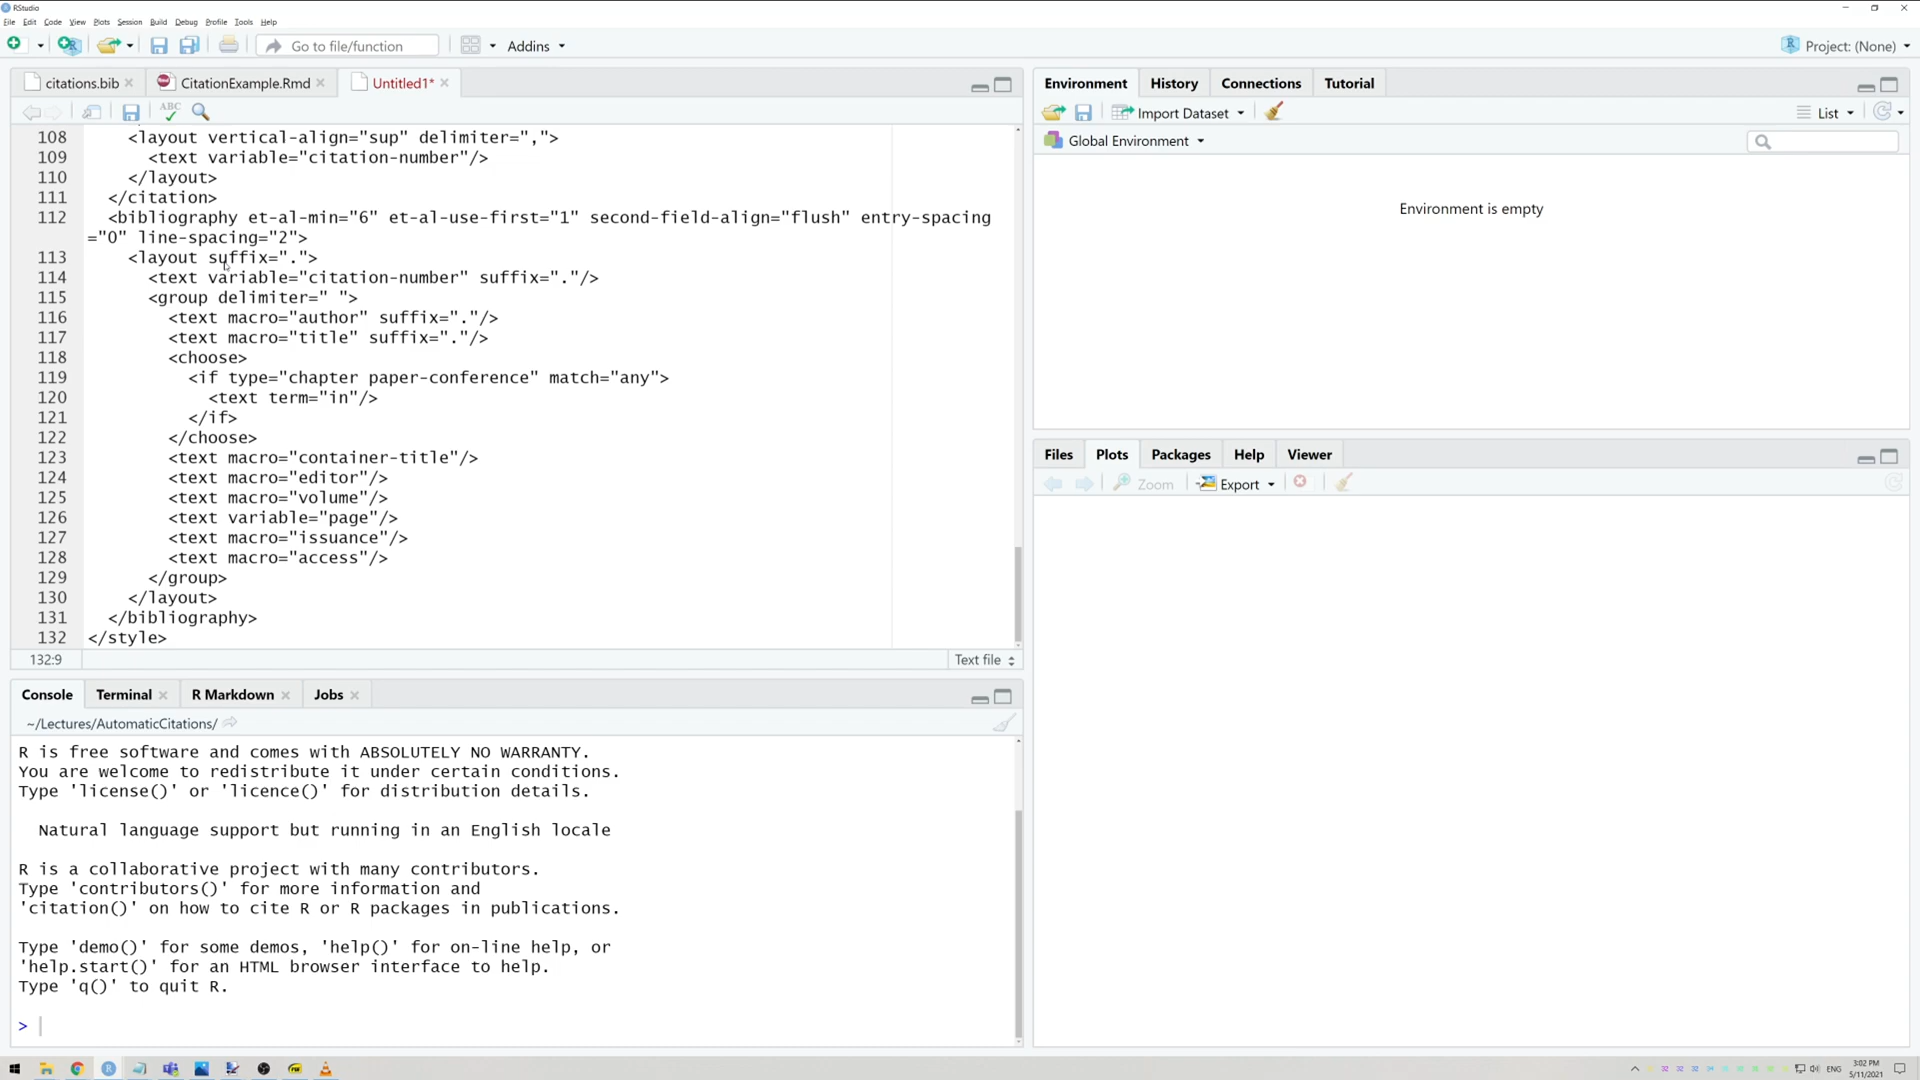 RStudio
File Edit Code View Plots Session Build Debug Profile Tools Help
Go to file/function
Addins
Project: (None)
citations.bib
CitationExample.Rmd
Untitled1*
ABC
108 <layout vertical-align="sup" delimiter=",">
109 <text variable="citation-number"/>
110 </layout>
111 </citation>
112 <bibliography et-al-min="6" et-al-use-first="1" second-field-align="flush" entry-spacing
="0" line-spacing="2">
113 <layout suffix=".">
114 <text variable="citation-number" suffix="."/>
115 <group delimiter=" ">
116 <text macro="author" suffix="."/>
117 <text macro="title" suffix="."/>
118 <choose>
119 <if type="chapter paper-conference" match="any">
120 <text term="in"/>
121 </if>
122 </choose>
123 <text macro="container-title"/>
124 <text macro="editor"/>
125 <text macro="volume"/>
126 <text variable="page"/>
127 <text macro="issuance"/>
128 <text macro="access"/>
129 </group>
130 </layout>
131 </bibliography>
132 </style>
132:9
Text file
Console Terminal R Markdown Jobs
~/Lectures/AutomaticCitations/
R is free software and comes with ABSOLUTELY NO WARRANTY.
You are welcome to redistribute it under certain conditions.
Type 'license()' or 'licence()' for distribution details.
Natural language support but running in an English locale
R is a collaborative project with many contributors.
Type 'contributors()' for more information and
'citation()' on how to cite R or R packages in publications.
Type 'demo()' for some demos, 'help()' for on-line help, or
'help.start()' for an HTML browser interface to help.
Type 'q()' to quit R.
>
Environment History Connections Tutorial
Import Dataset
List
Global Environment
Environment is empty
Files Plots Packages Help Viewer
Zoom
Export
ENG
3:02 PM
5/11/2021